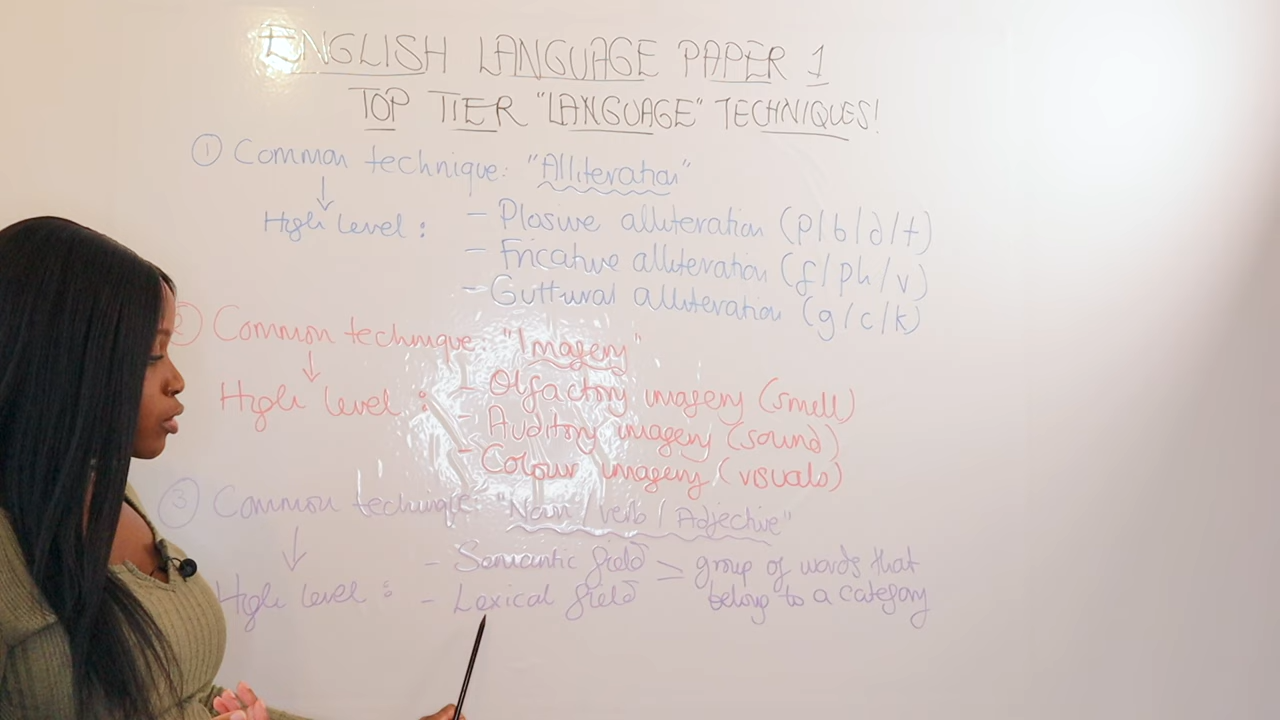 ENGLISH LANGUAGE PAPER 1
TOP TIER "LANGUAGE" TECHNIQUES!
① Common technique: "Alliteration"
↓
High level: - Plosive alliteration (p/b/d/t)
- Fricative alliteration (f/ph/v)
- Guttural alliteration (g/c/k)
② Common technique "Imagery"
↓
High level: - Olfactory imagery (smell)
- Auditory imagery (sound)
- Colour imagery (visuals)
③ Common technique: "Noun/verb/Adjective"
↓
- Semantic field = group of words that
High level: - Lexical field belong to a category